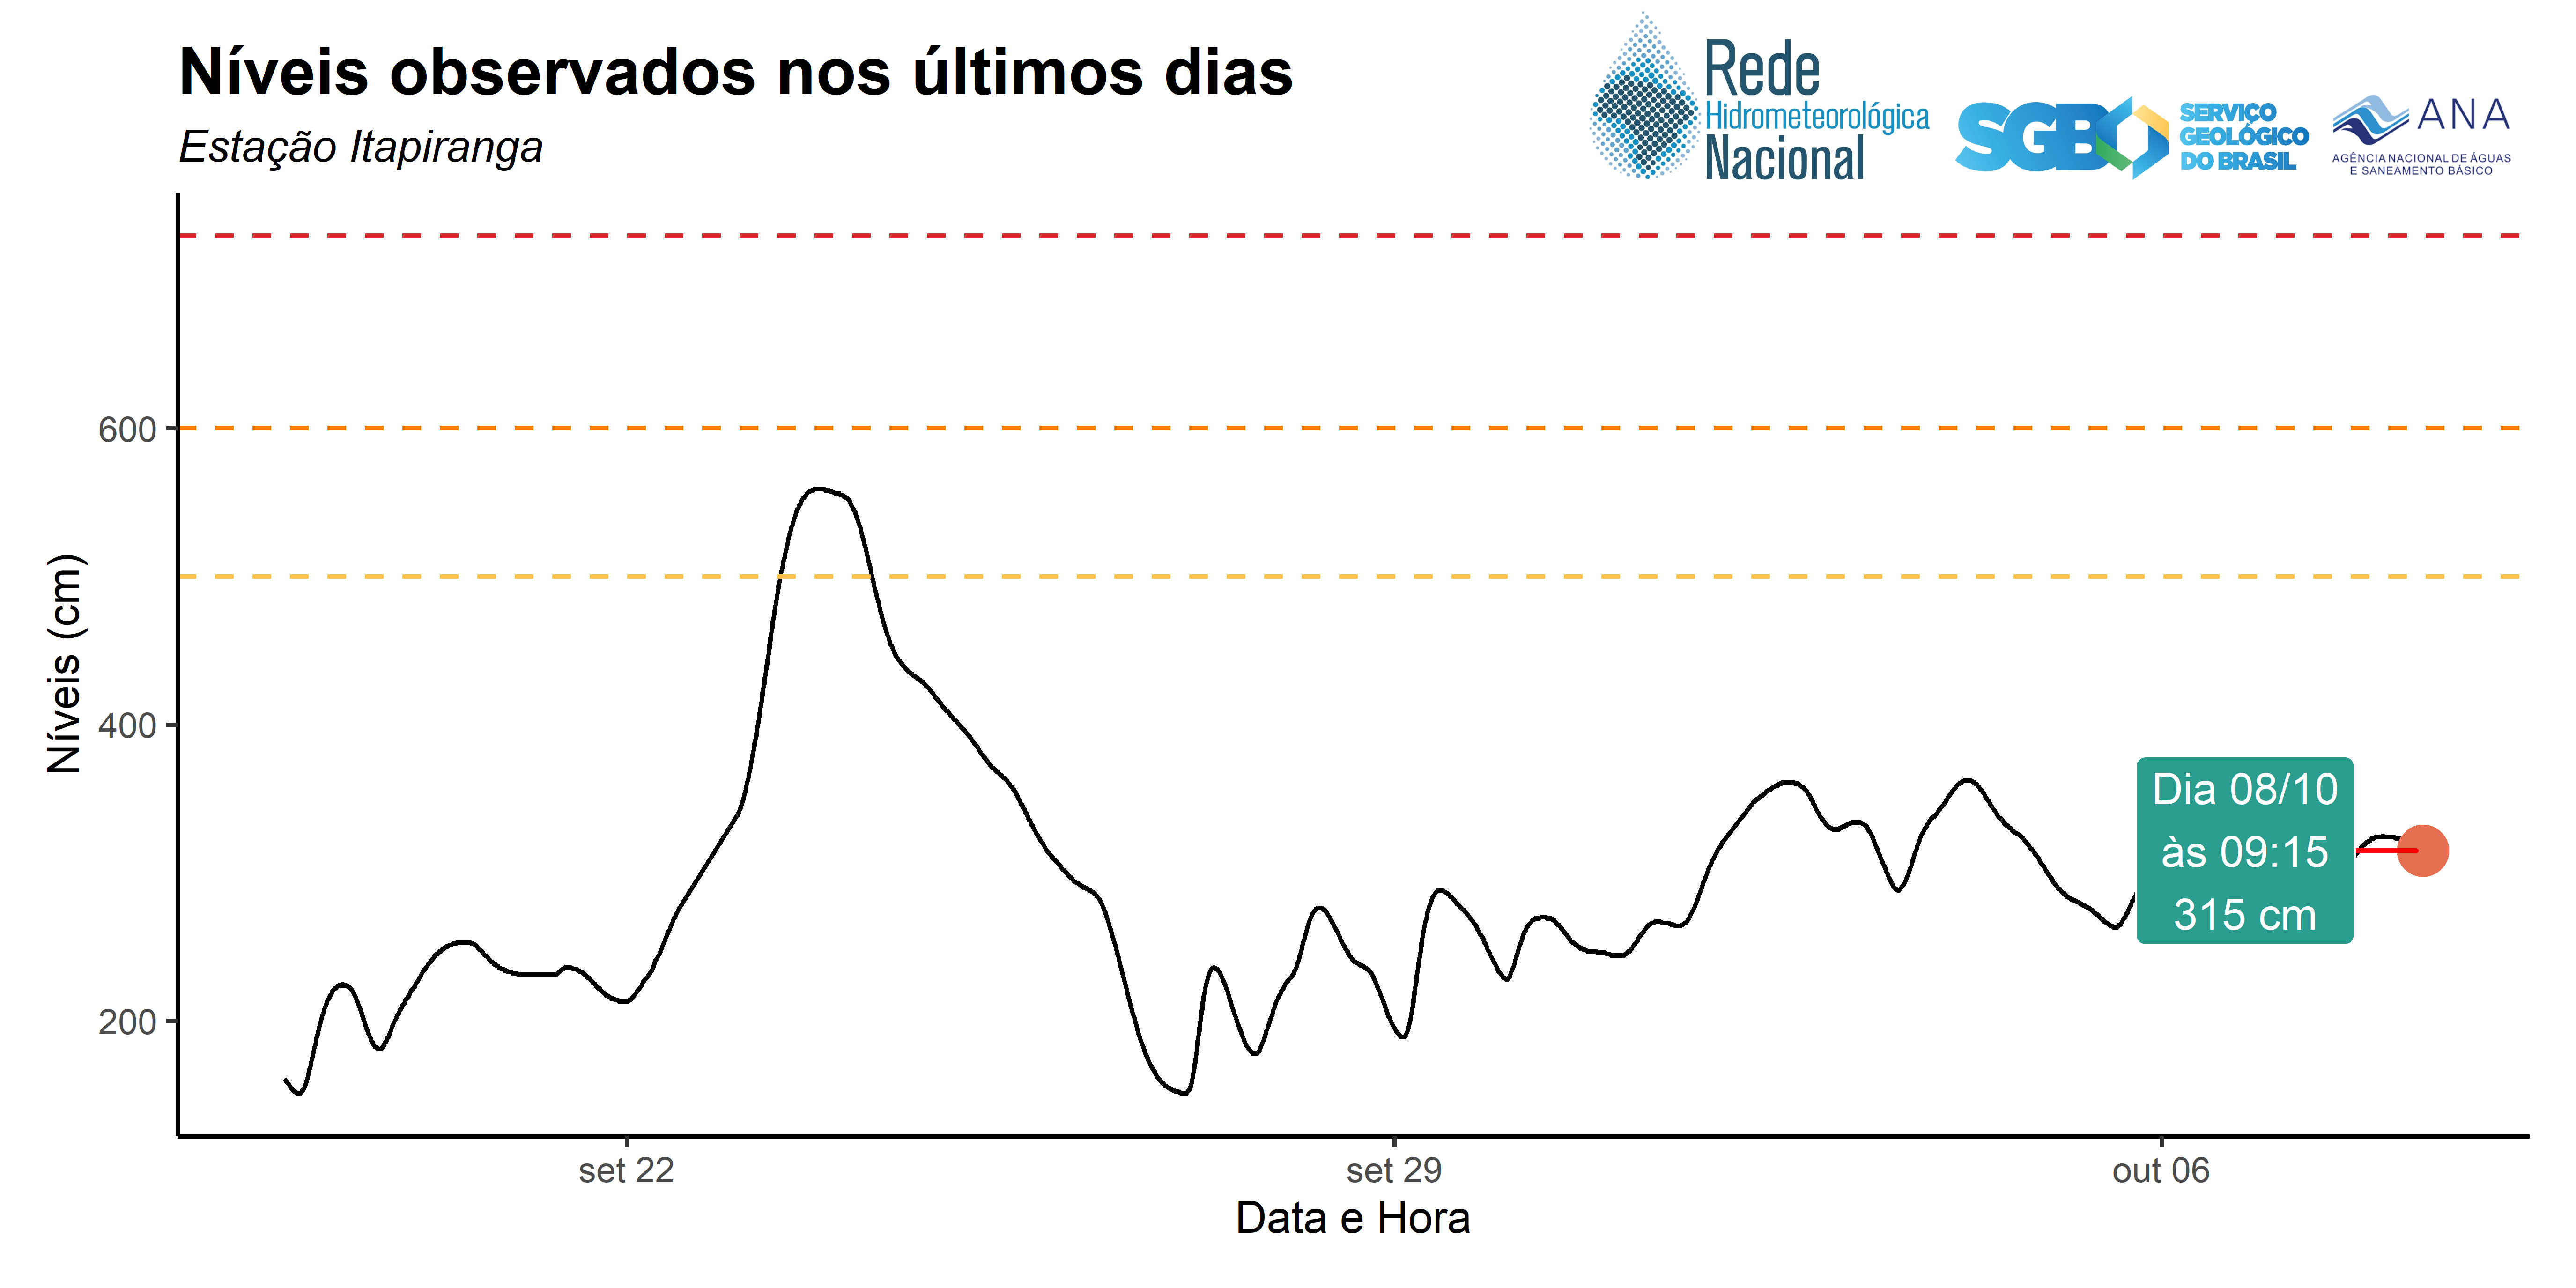 Níveis observados nos últimos dias
Estação Itapiranga
Rede
Hidrometeorológica
Nacional
SGB
SERVIÇO
GEOLÓGICO
DO BRASIL
ANA
AGÊNCIA NACIONAL DE ÁGUAS
E SANEAMENTO BÁSICO
Níveis (cm)
600
400
200
Dia 08/10
às 09:15
315 cm
set 22
set 29
out 06
Data e Hora